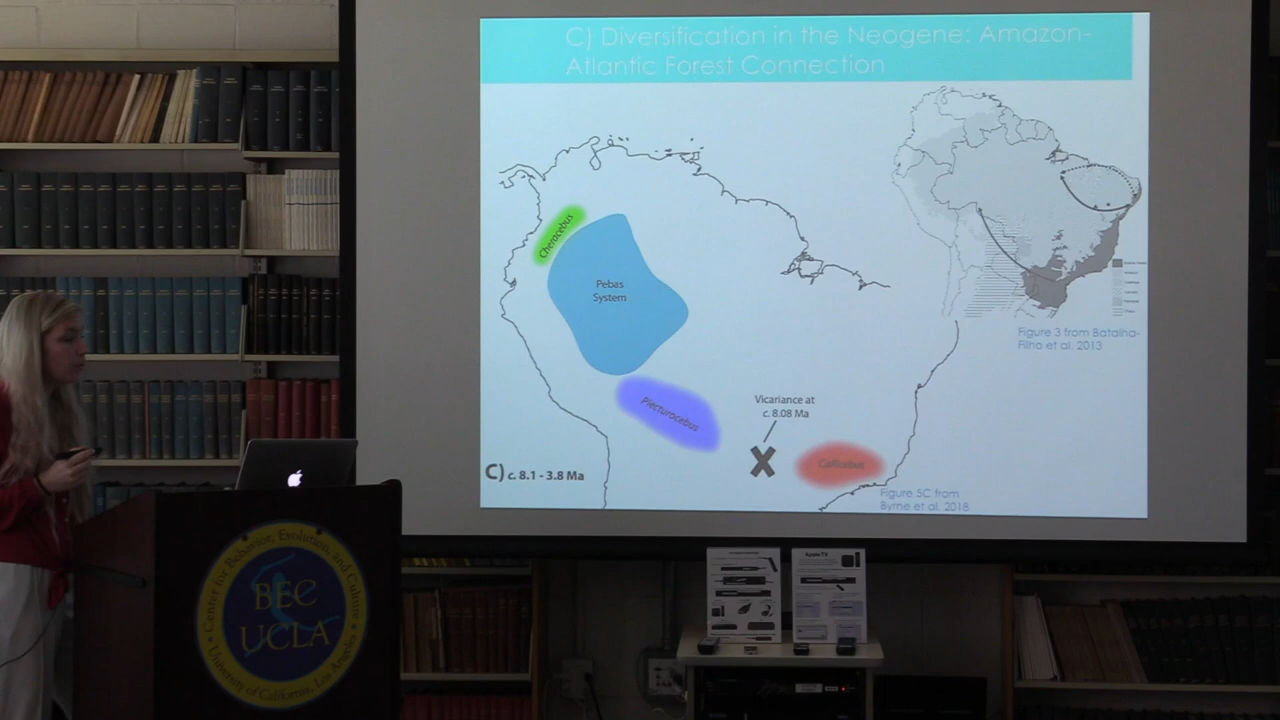 C) Diversification in the Neogene: Amazon-
Atlantic Forest Connection
Cheracebus
Pebas
System
Plecturocebus
Vicariance at
c. 8.08 Ma
Callicebus
C) c. 8.1 - 3.8 Ma
Figure 3 from Batalha-
Filho et al. 2013
Figure 5C from
Byrne et al. 2018
Center for Behavior, Evolution, and Culture
BEC
UCLA
University of California, Los Angeles
Apple TV